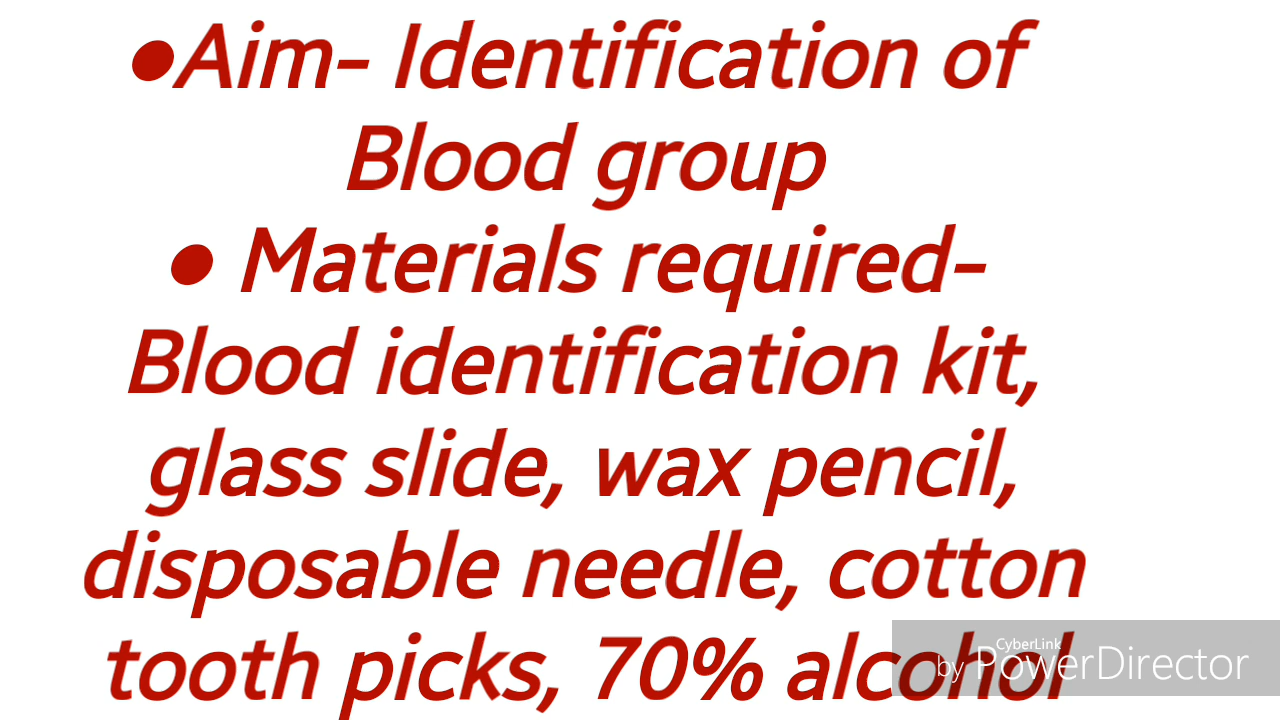 ●Aim- Identification of
Blood group
● Materials required-
Blood identification kit,
glass slide, wax pencil,
disposable needle, cotton
tooth picks, 70% alcohol
CyberLink
by PowerDirector